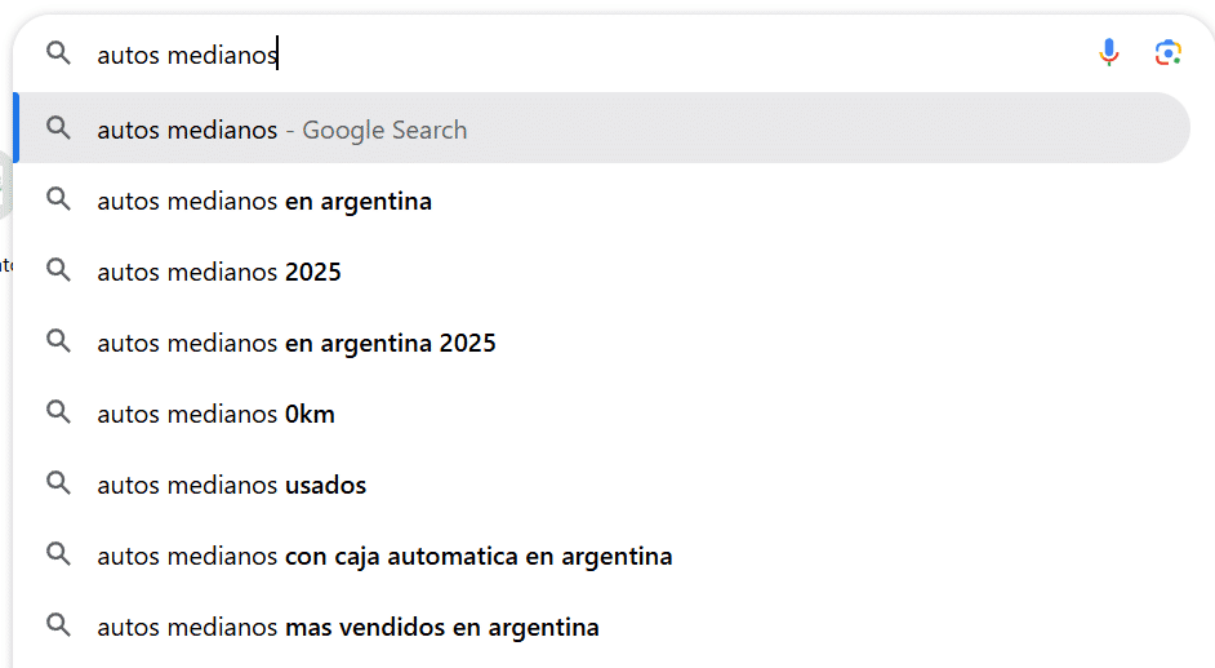 autos medianos
autos medianos - Google Search
autos medianos en argentina
autos medianos 2025
autos medianos en argentina 2025
autos medianos 0km
autos medianos usados
autos medianos con caja automatica en argentina
autos medianos mas vendidos en argentina